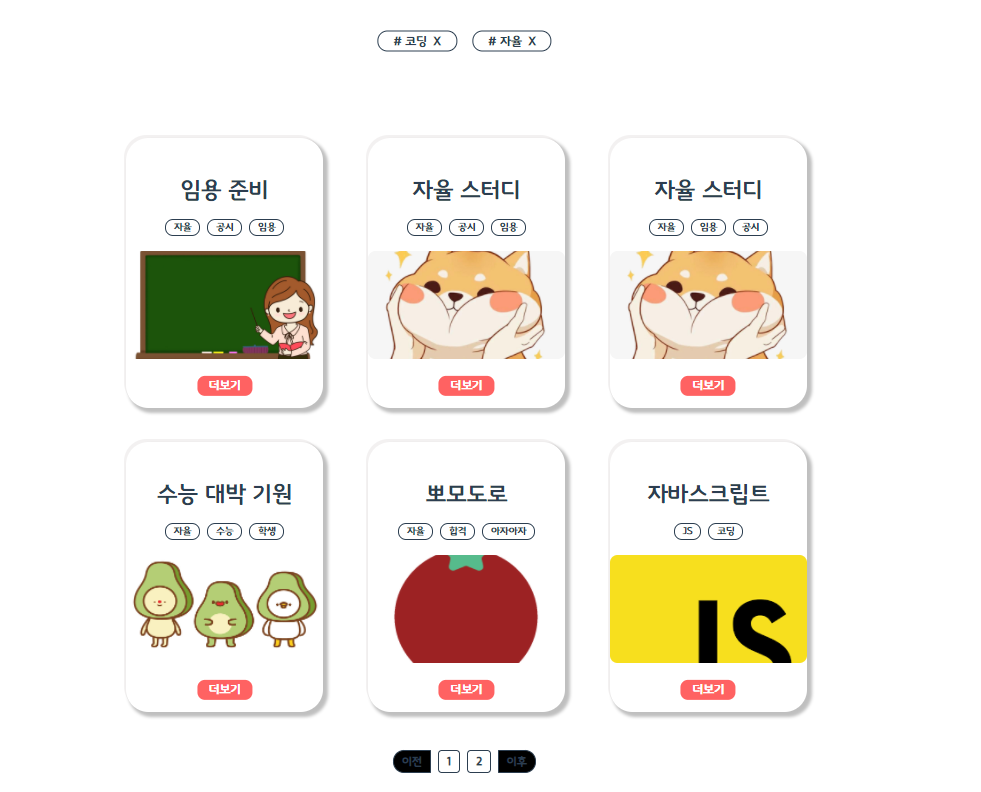 # 코딩 X # 자율 X
임용 준비
자율 공시 임용
더보기
자율 스터디
자율 공시 임용
더보기
자율 스터디
자율 임용 공시
더보기
수능 대박 기원
자율 수능 학생
더보기
뽀모도로
자율 합격 아자아자
더보기
자바스크립트
JS 코딩
JS
더보기
이전 1 2 이후